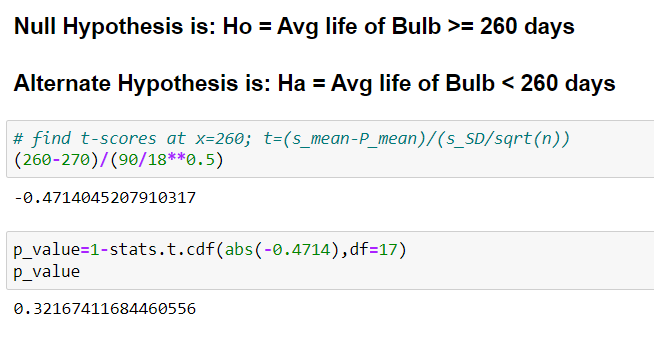 Null Hypothesis is: Ho = Avg life of Bulb >= 260 days
Alternate Hypothesis is: Ha = Avg life of Bulb < 260 days
# find t-scores at x=260; t=(s_mean-P_mean)/(s_SD/sqrt(n))
(260-270)/(90/18**0.5)
-0.4714045207910317
p_value=1-stats.t.cdf(abs(-0.4714),df=17)
p_value
0.32167411684460556